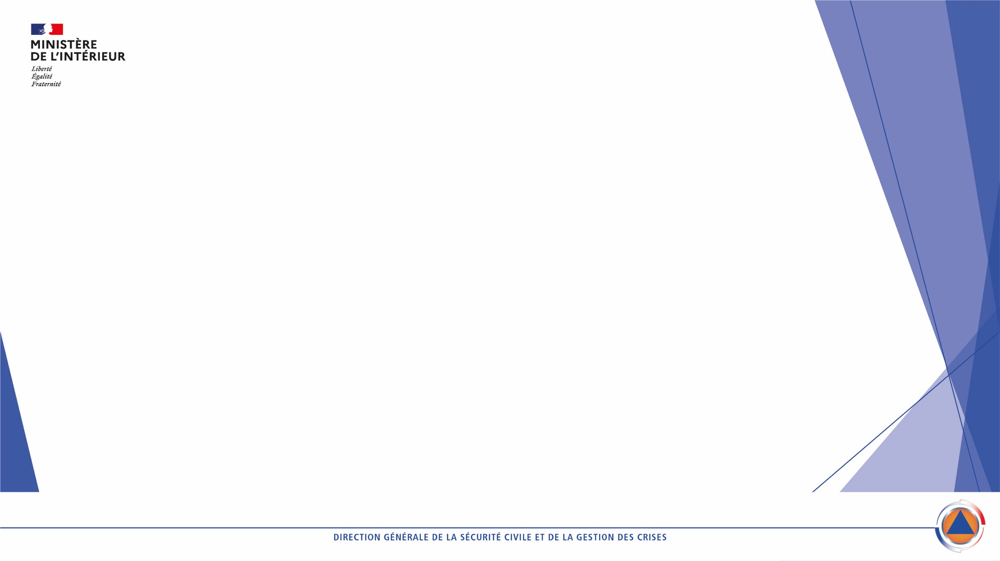 MINISTÈRE
DE L'INTÉRIEUR
Liberté
Égalité
Fraternité
DIRECTION GÉNÉRALE DE LA SÉCURITÉ CIVILE ET DE LA GESTION DES CRISES